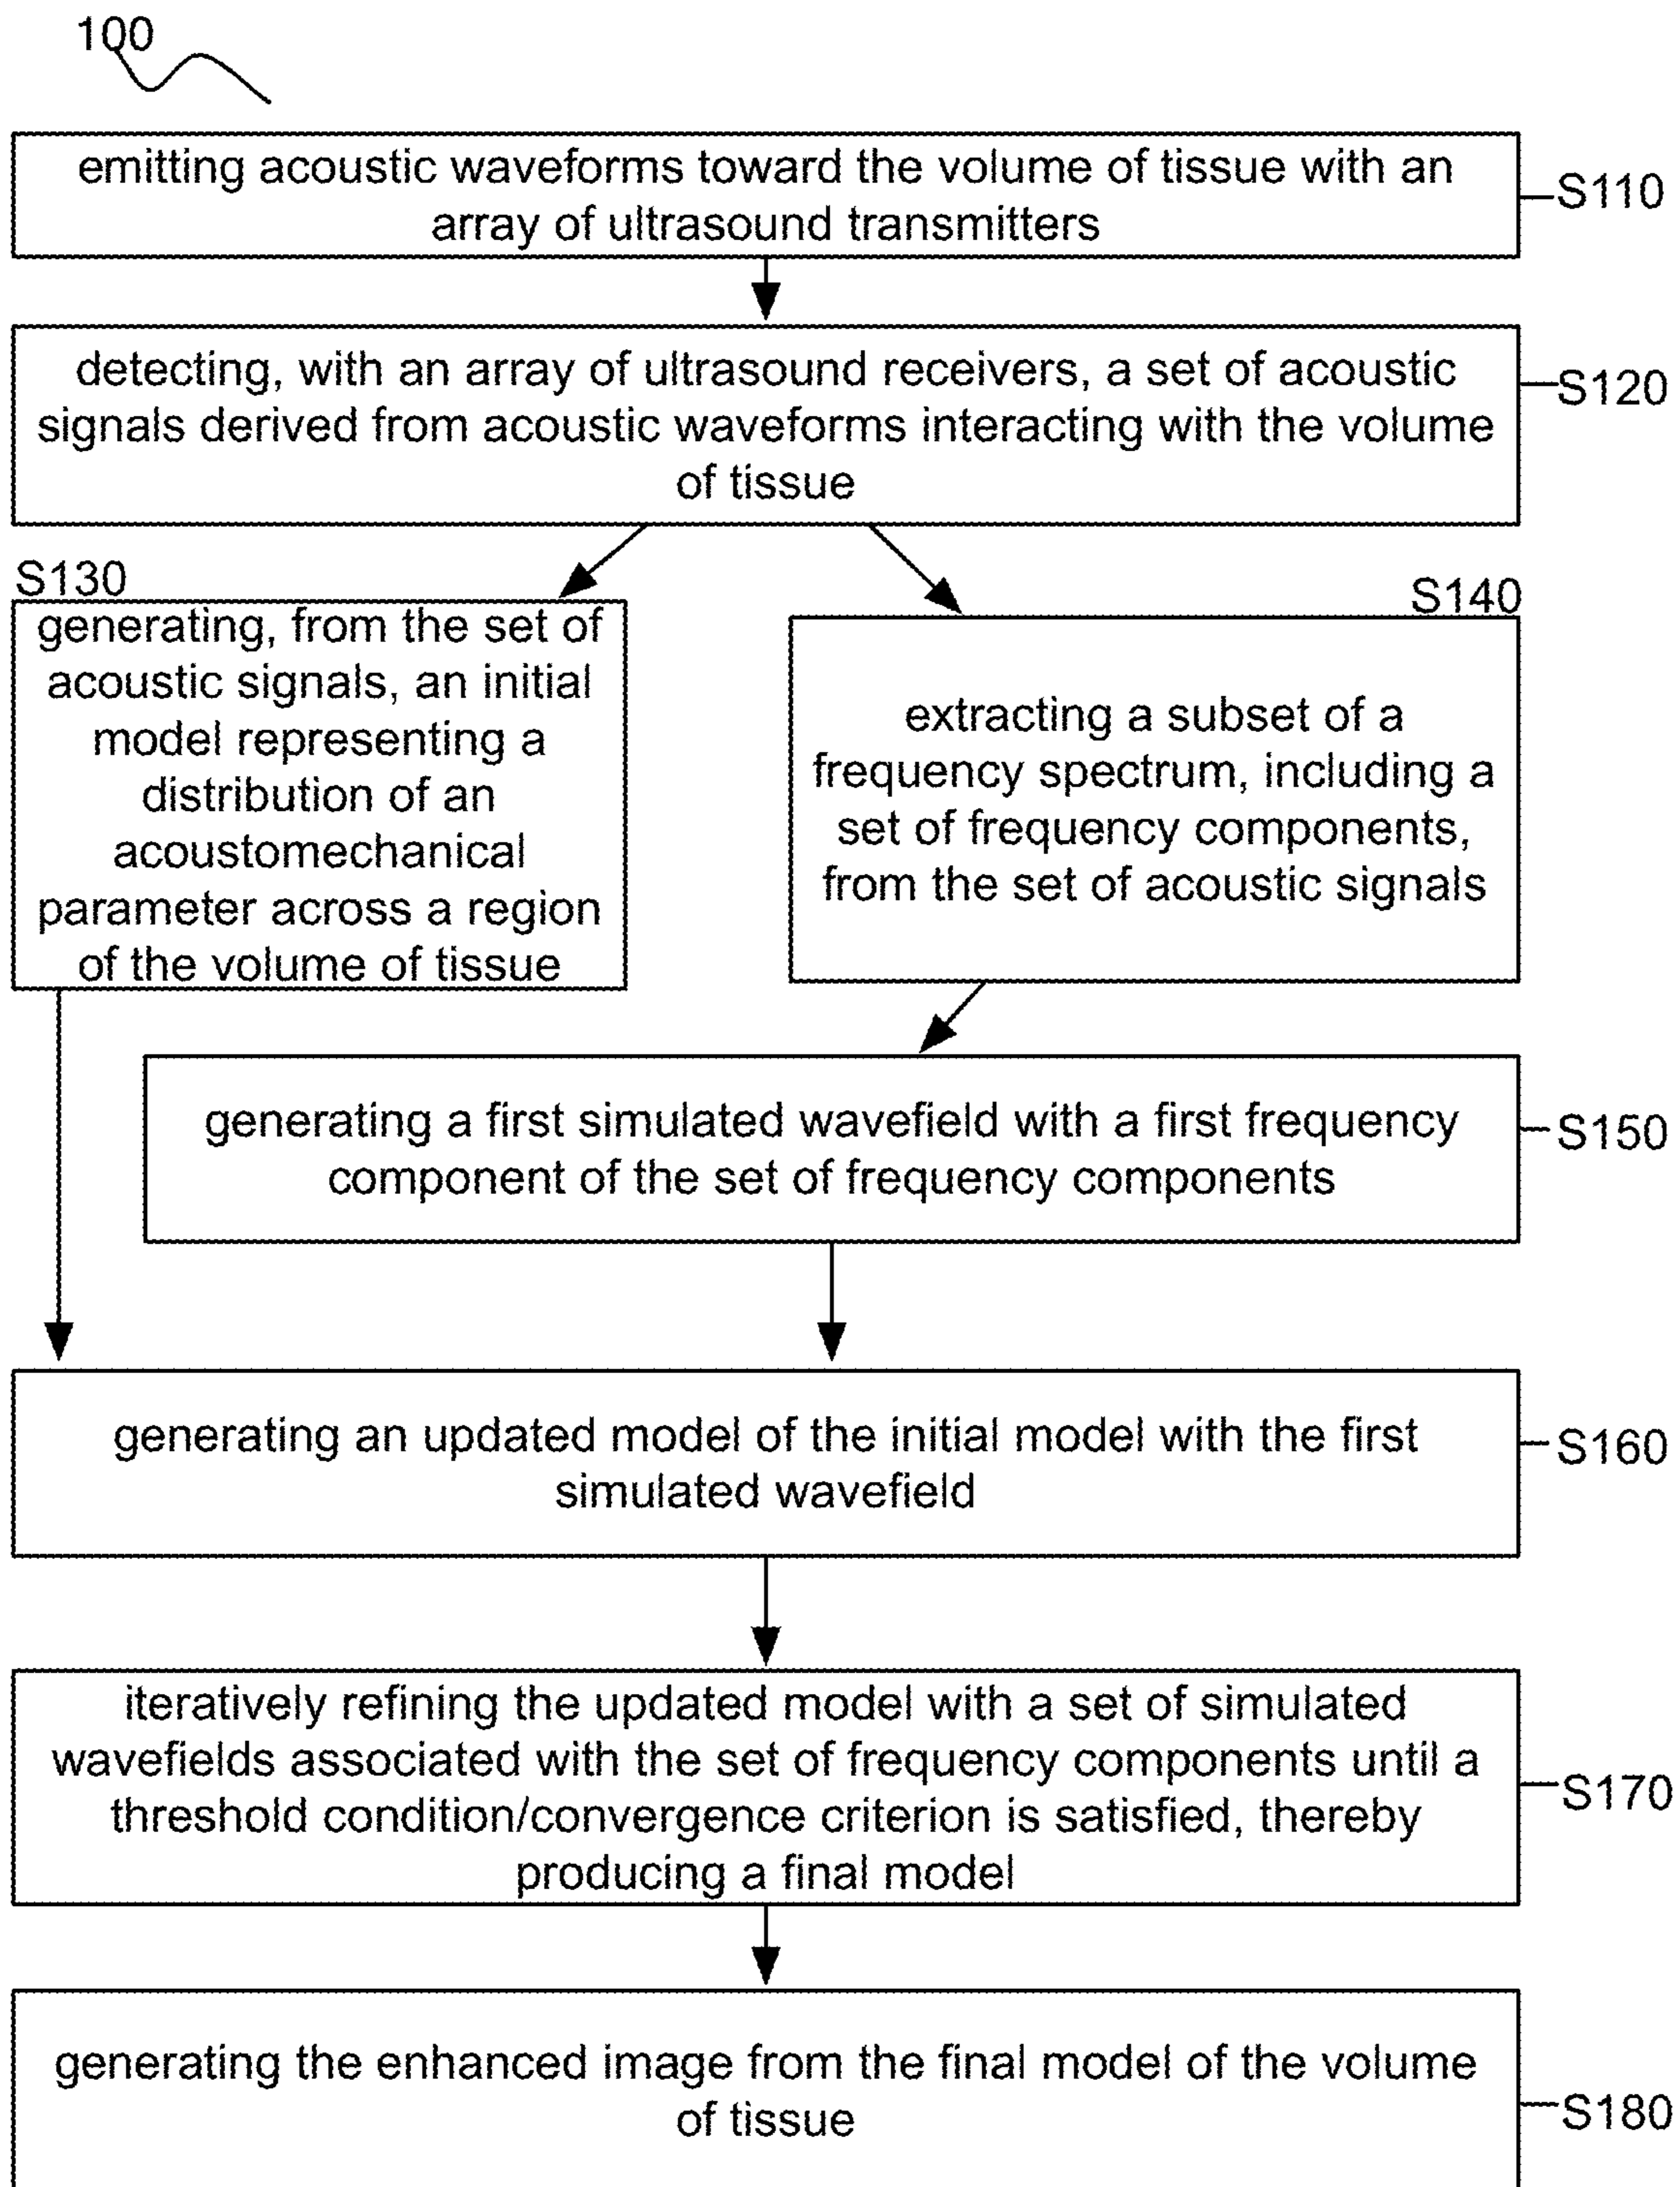 100
emitting acoustic waveforms toward the volume of tissue with an
array of ultrasound transmitters
S110
detecting, with an array of ultrasound receivers, a set of acoustic
signals derived from acoustic waveforms interacting with the volume
of tissue
S120
S130
generating, from the set of
acoustic signals, an initial
model representing a
distribution of an
acoustomechanical
parameter across a region
of the volume of tissue
S140
extracting a subset of a
frequency spectrum, including a
set of frequency components,
from the set of acoustic signals
generating a first simulated wavefield with a first frequency
component of the set of frequency components
S150
generating an updated model of the initial model with the first
simulated wavefield
S160
iteratively refining the updated model with a set of simulated
wavefields associated with the set of frequency components until a
threshold condition/convergence criterion is satisfied, thereby
producing a final model
S170
generating the enhanced image from the final model of the volume
of tissue
S180